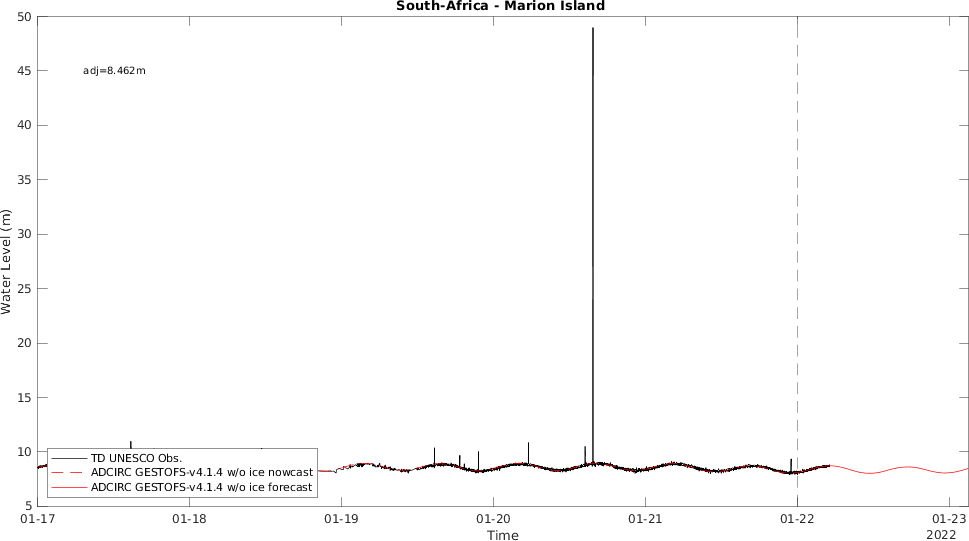 South-Africa - Marion Island
50
45
40
35
30
25
20
15
10
5
Water Level (m)
adj=8.462m
TD UNESCO Obs.
ADCIRC GESTOFS-v4.1.4 w/o ice nowcast
ADCIRC GESTOFS-v4.1.4 w/o ice forecast
01-17 01-18 01-19 01-20 01-21 01-22 01-23
Time
2022